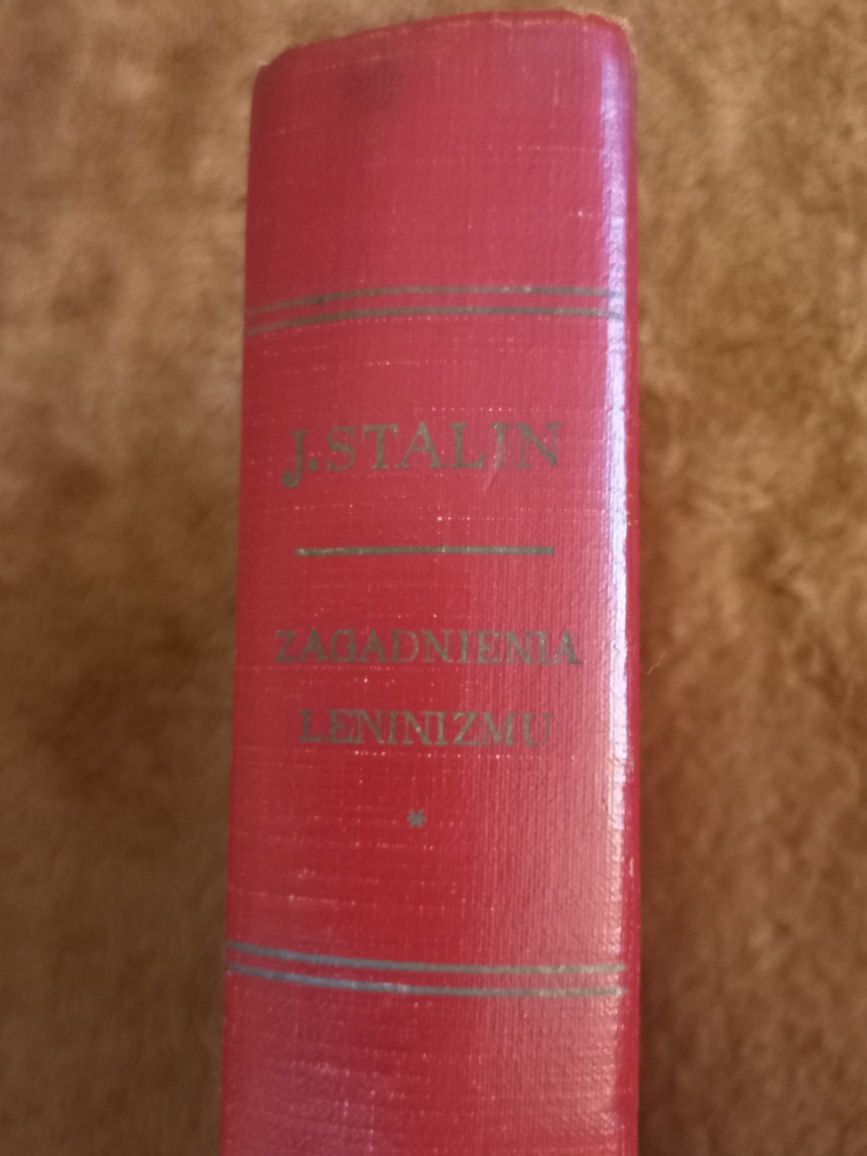 J. STALIN
ZAGADNIENIA
LENINIZMU
*